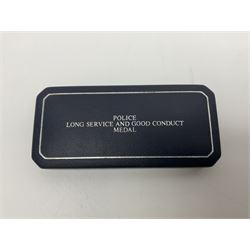 POLICE
LONG SERVICE AND GOOD CONDUCT
MEDAL